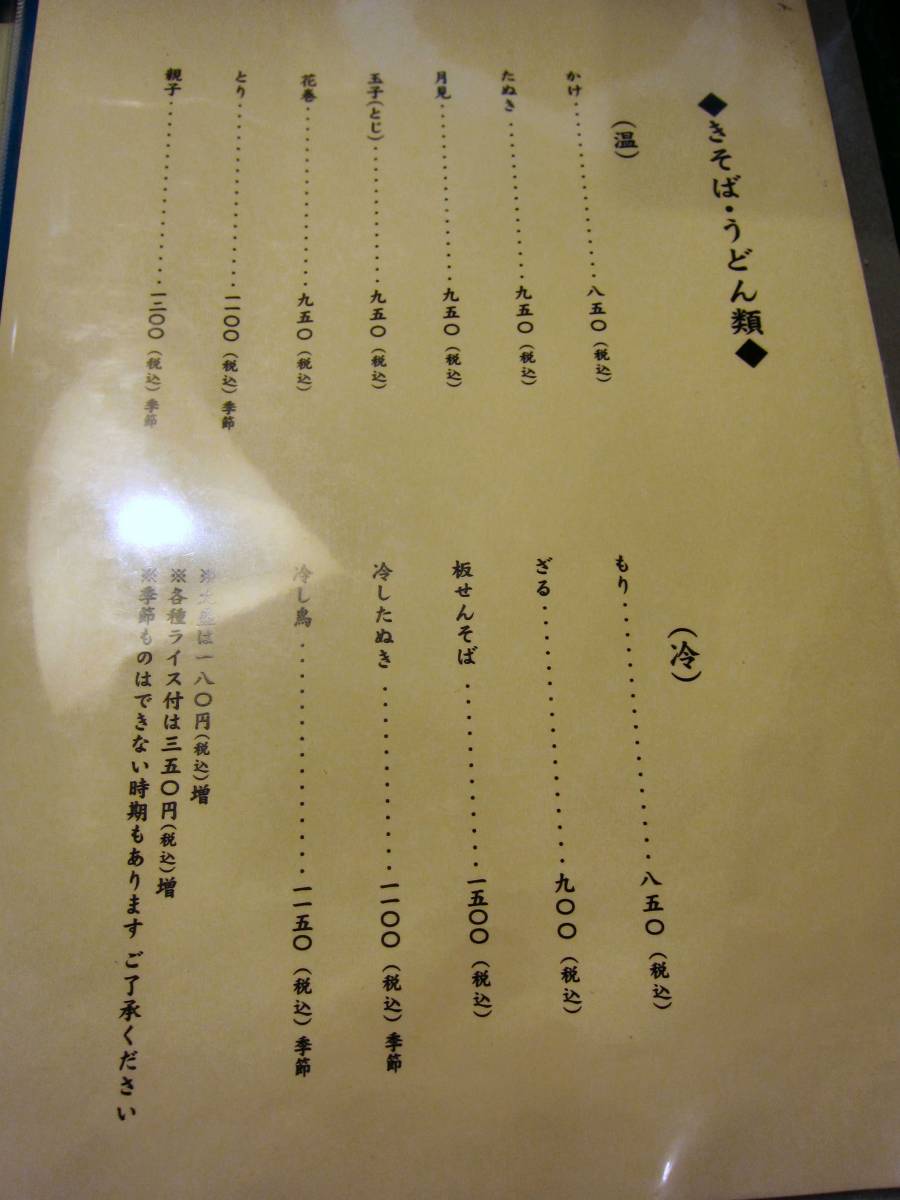 ◆きそば・うどん類◆
(温)
かけ・・・・・・・・・・・・・・・八五〇(税込)
たぬき・・・・・・・・・・・・・・九五〇(税込)
月見・・・・・・・・・・・・・・・九五〇(税込)
玉子(とじ)・・・・・・・・・・・・九五〇(税込)
花巻・・・・・・・・・・・・・・・九五〇(税込)
とり・・・・・・・・・・・・・・・一一〇〇(税込)季節
親子・・・・・・・・・・・・・・・一二〇〇(税込)季節
(冷)
もり・・・・・・・・・・・・・・・八五〇(税込)
ざる・・・・・・・・・・・・・・・九〇〇(税込)
板せんそば・・・・・・・・・・・一五〇〇(税込)
冷したぬき・・・・・・・・・・・一一〇〇(税込)季節
冷し鳥・・・・・・・・・・・・・一一五〇(税込)季節
※大盛は一八〇円(税込)増
※各種ライス付は三五〇円(税込)増
※季節ものはできない時期もあります ご了承ください